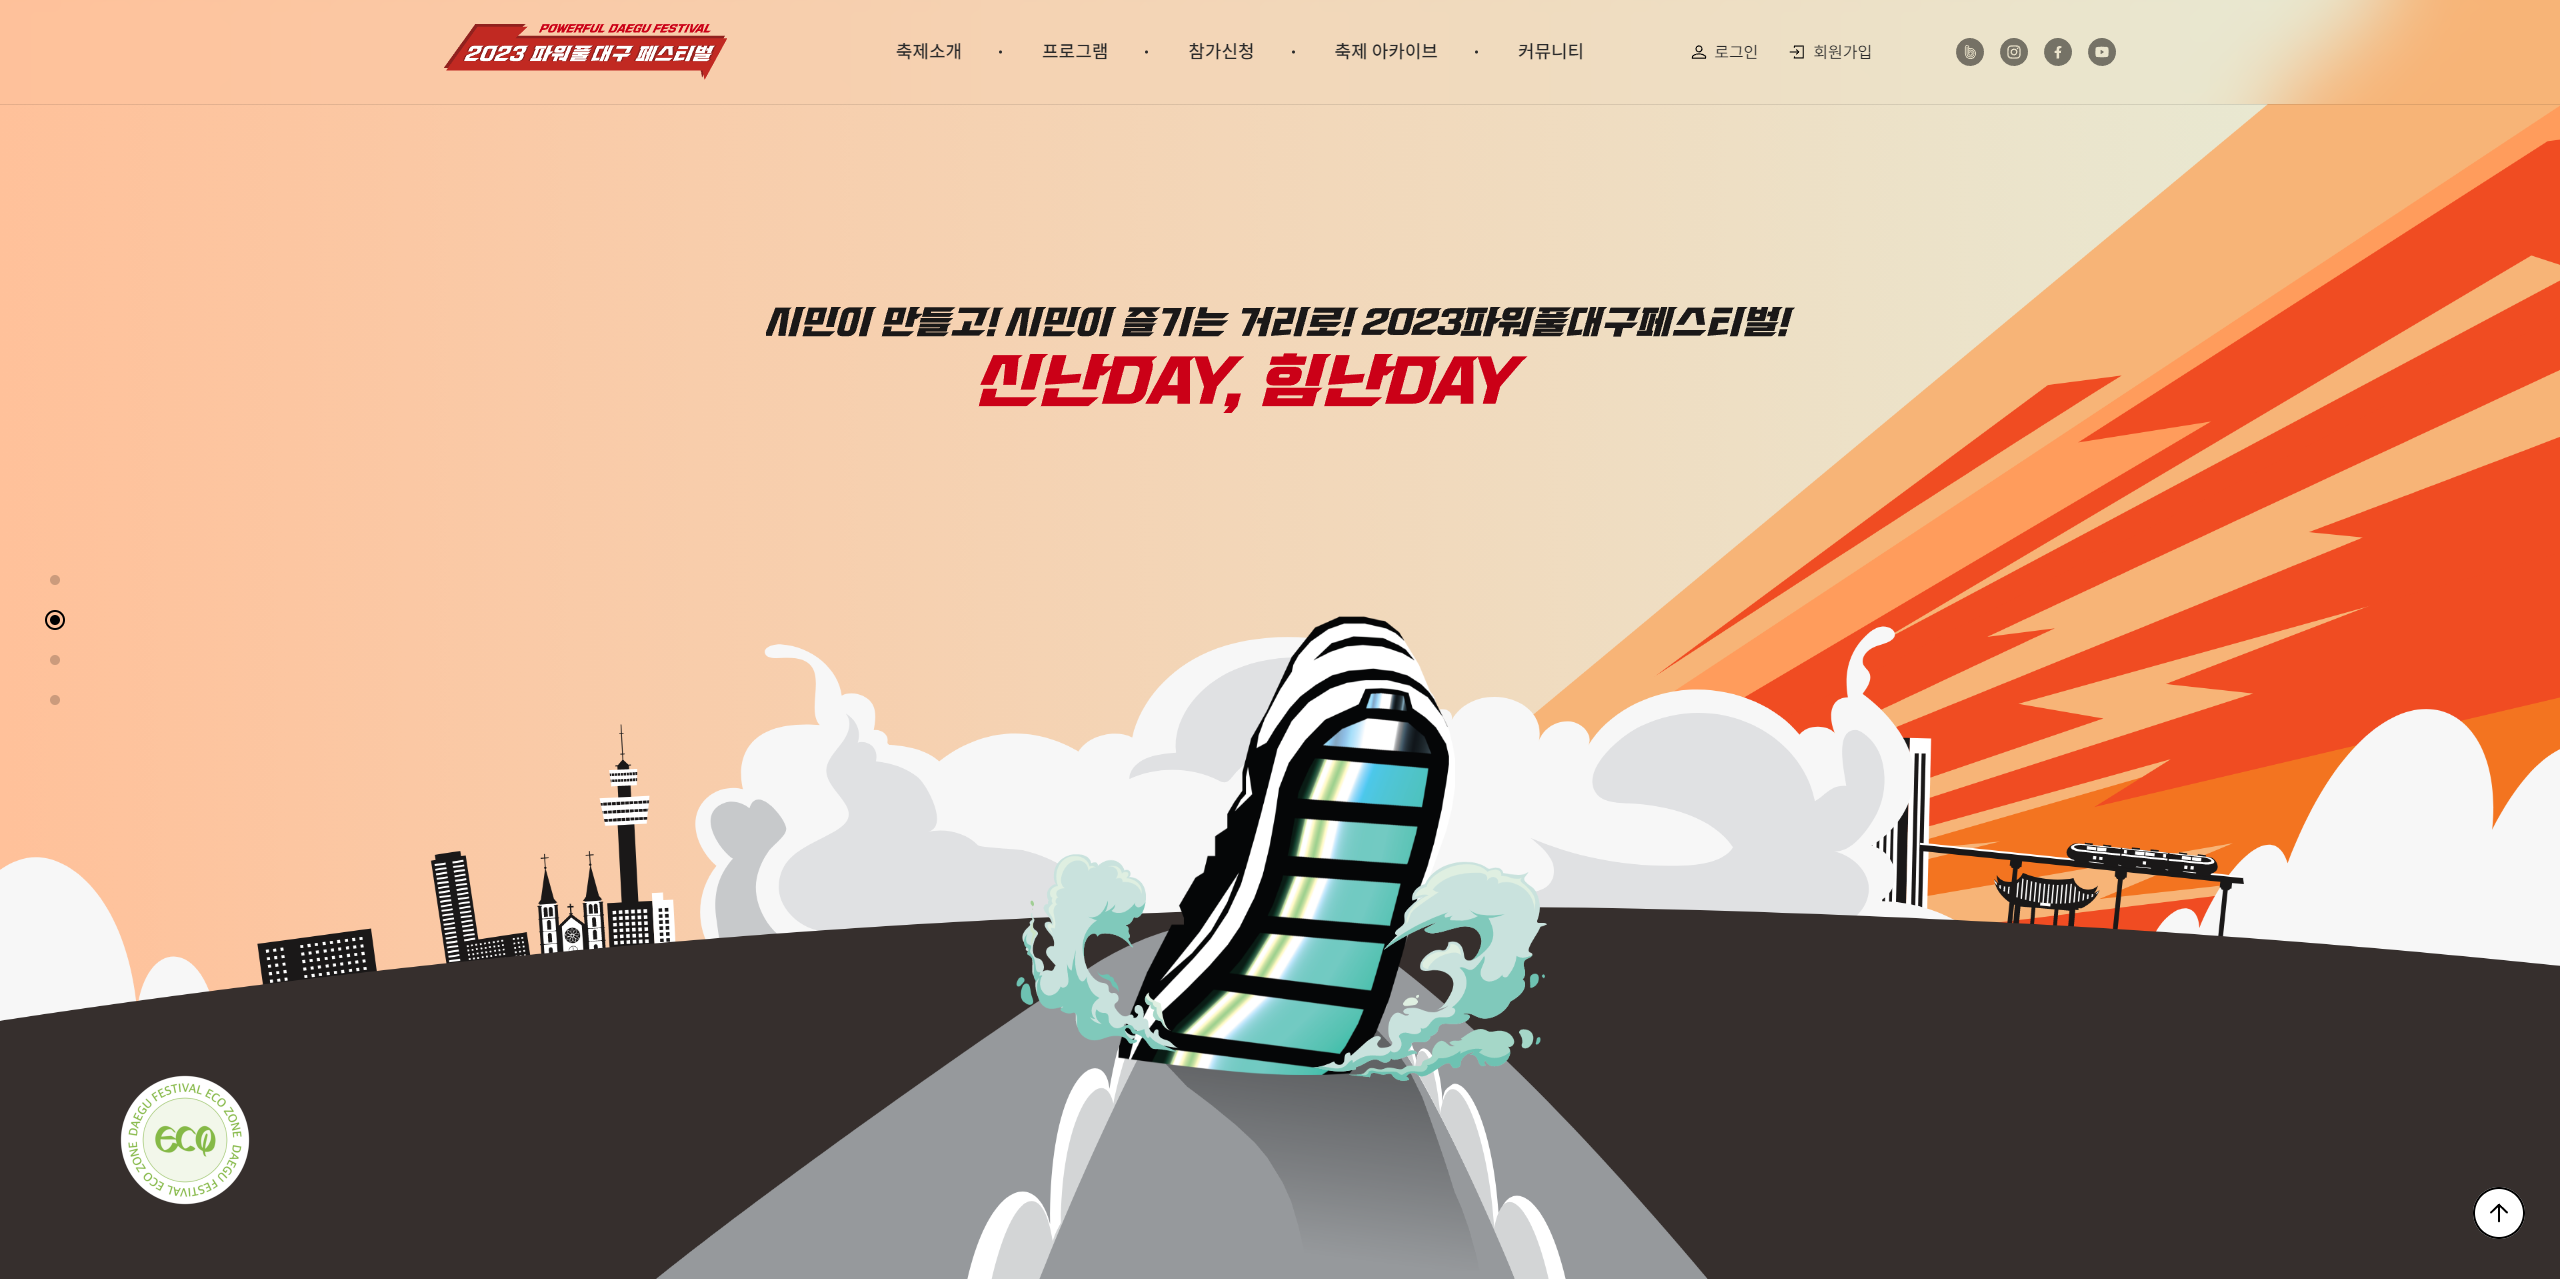 POWERFUL DAEGU FESTIVAL
2023 파워풀대구 페스티벌
축제소개 · 프로그램 · 참가신청 · 축제 아카이브 · 커뮤니티
로그인 회원가입
시민이 만들고! 시민이 즐기는 거리로! 2023파워풀대구페스티벌!
신난DAY, 힘난DAY
DAEGU FESTIVAL ECO ZONE DAEGU FESTIVAL ECO ZONE
eco